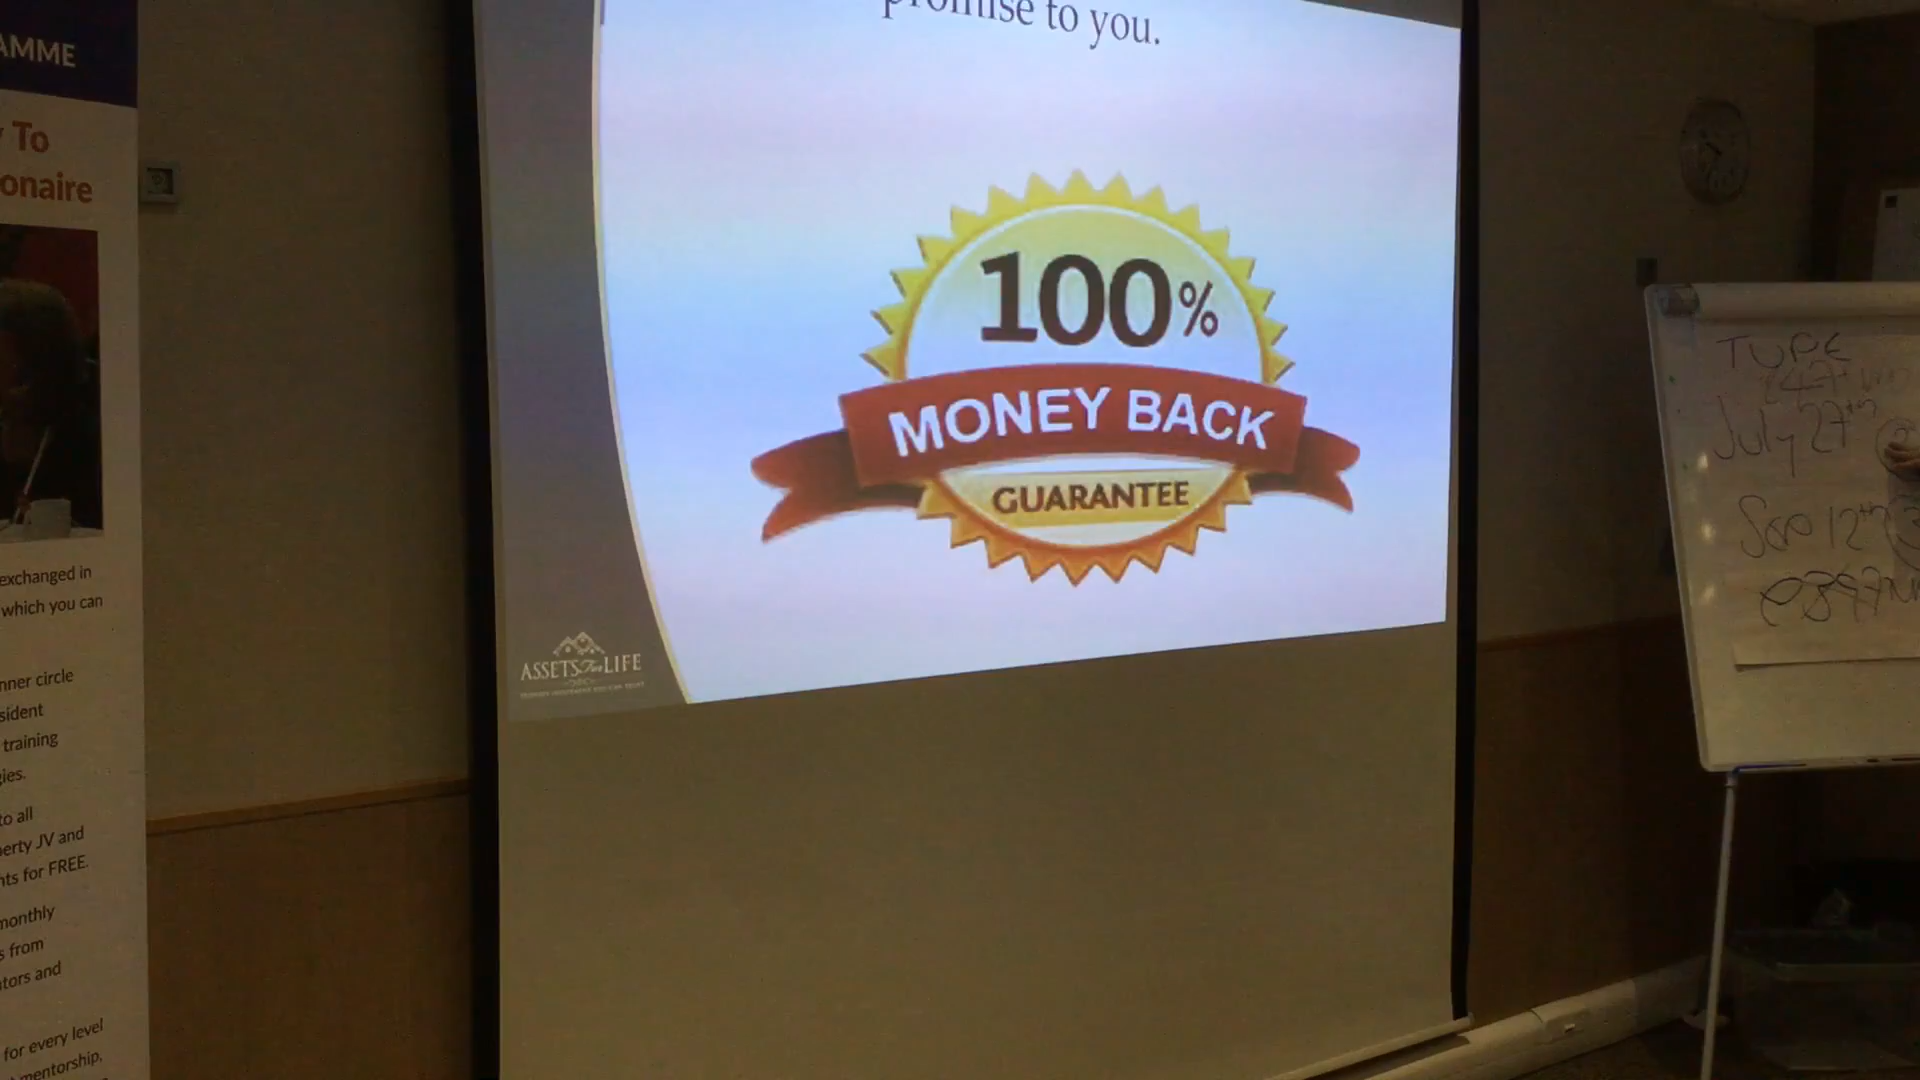 AMME
To
onaire
exchanged in
which you can
nner circle
sident
training
gies.
to all
perty JV and
nts for FREE.
monthly
s from
ators and
for every level
mentorship,
promise to you.
100%
MONEY BACK
GUARANTEE
ASSETS For LIFE
July 27th
Sep 12th